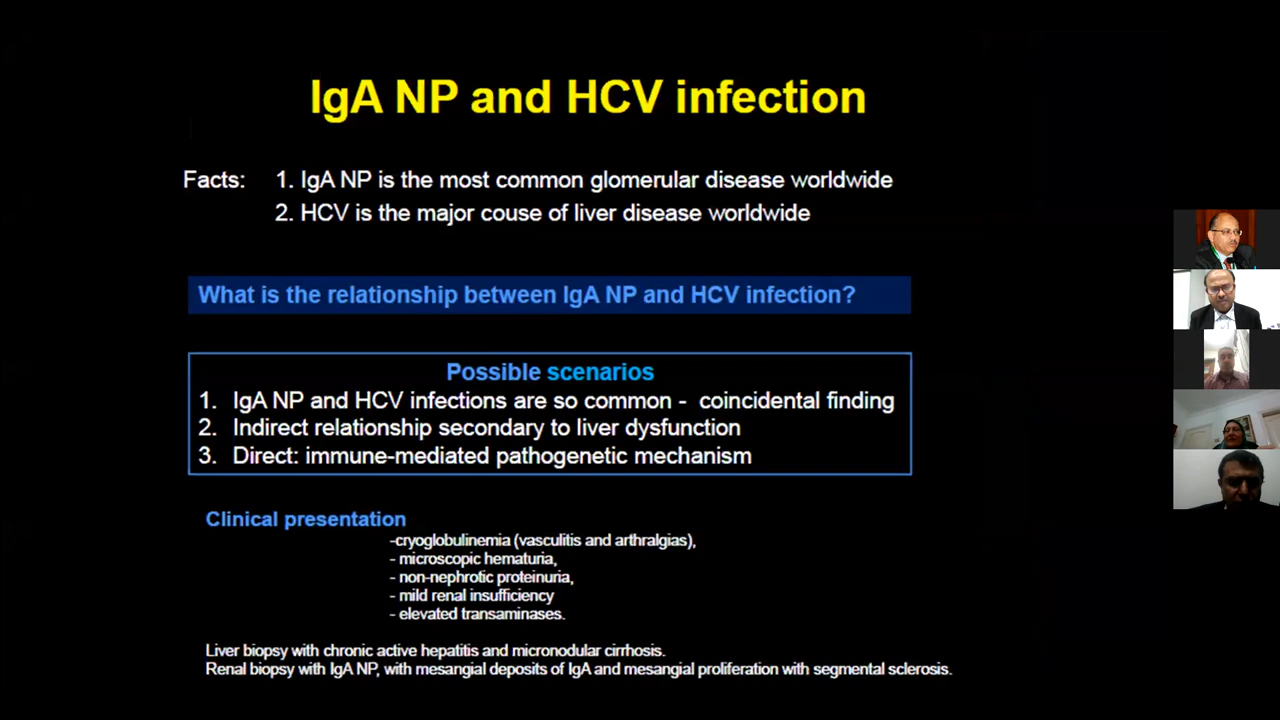 IgA NP and HCV infection
Facts: 1. IgA NP is the most common glomerular disease worldwide
2. HCV is the major couse of liver disease worldwide
What is the relationship between IgA NP and HCV infection?
Possible scenarios
1. IgA NP and HCV infections are so common - coincidental finding
2. Indirect relationship secondary to liver dysfunction
3. Direct: immune-mediated pathogenetic mechanism
Clinical presentation
-cryoglobulinemia (vasculitis and arthralgias),
- microscopic hematuria,
- non-nephrotic proteinuria,
- mild renal insufficiency
- elevated transaminases.
Liver biopsy with chronic active hepatitis and micronodular cirrhosis.
Renal biopsy with IgA NP, with mesangial deposits of IgA and mesangial proliferation with segmental sclerosis.